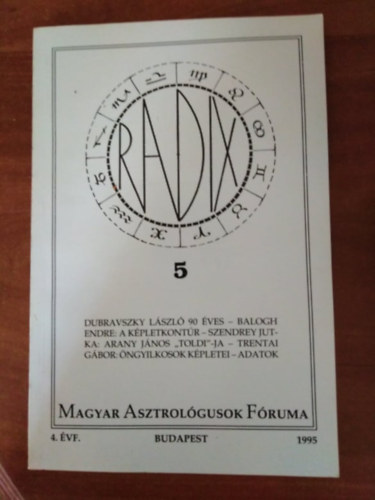 RADIX
5
DUBRAVSZKY LÁSZLÓ 90 ÉVES – BALOGH
ENDRE: A KÉPLETKONTÚR – SZENDREY JUT-
KA: ARANY JÁNOS „TOLDI”-JA – TRENTAI
GÁBOR: ÖNGYILKOSOK KÉPLETEI – ADATOK
MAGYAR ASZTROLÓGUSOK FÓRUMA
4. ÉVF. BUDAPEST 1995